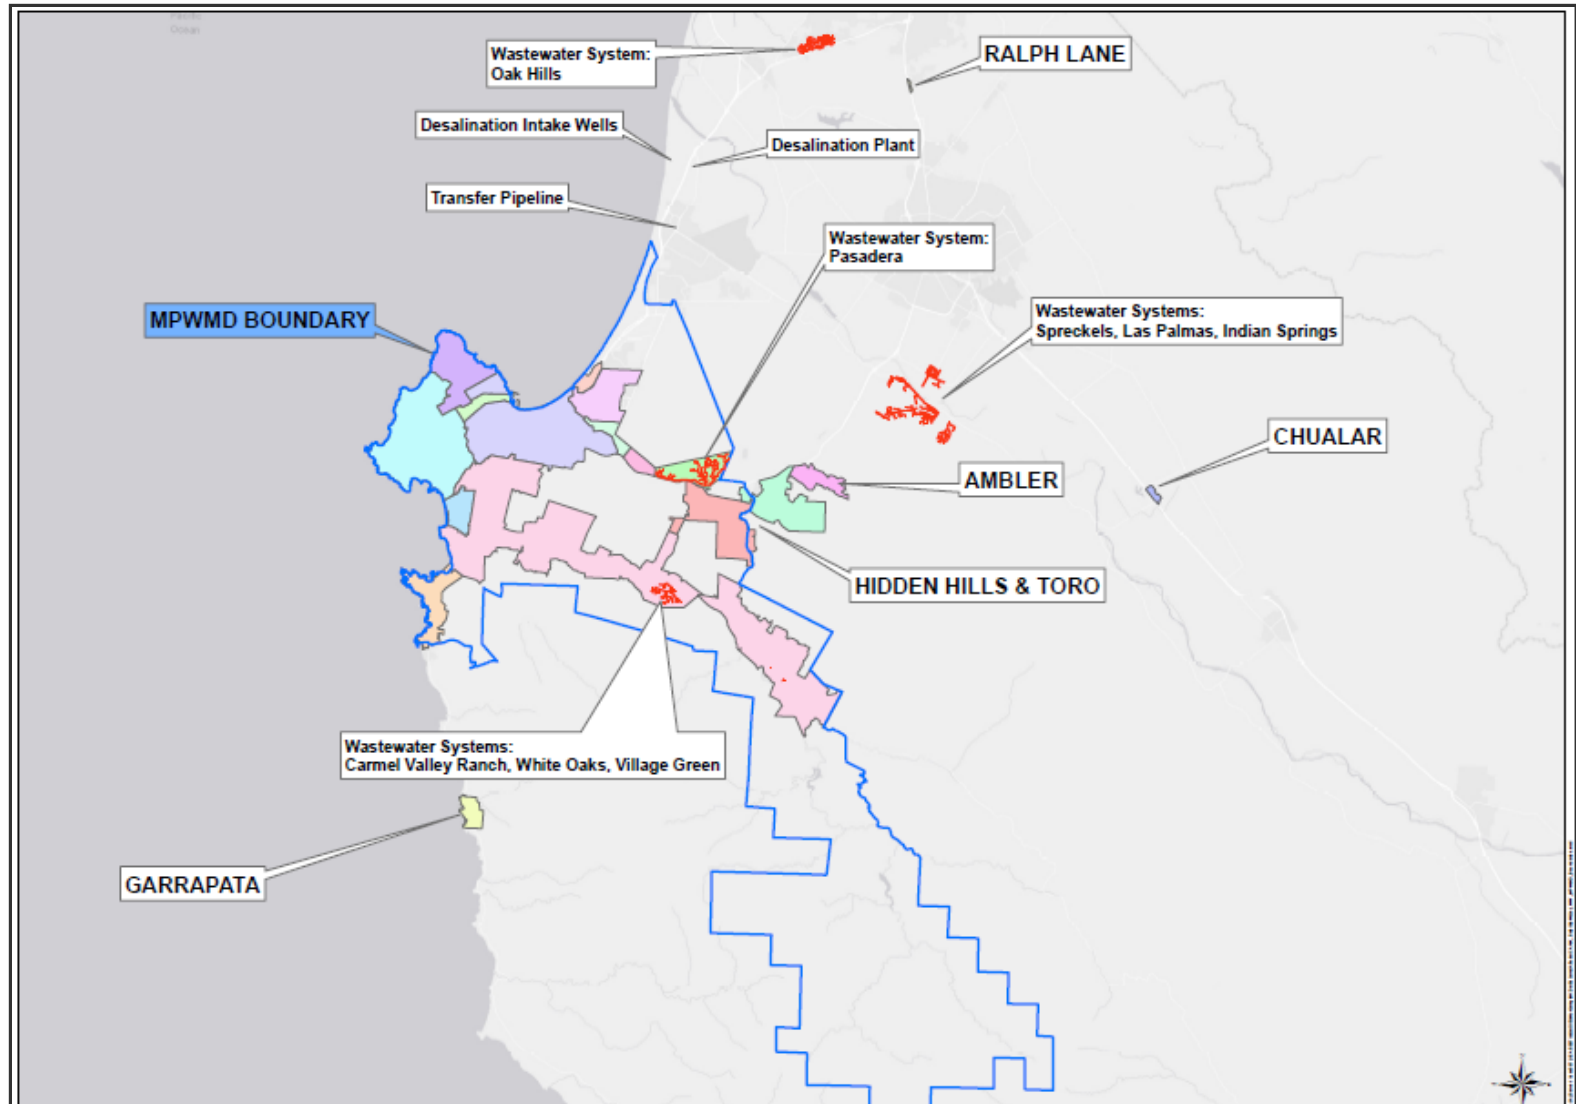 Pacific
Ocean
Wastewater System:
Oak Hills
RALPH LANE
Desalination Intake Wells
Desalination Plant
Transfer Pipeline
Wastewater System:
Pasadera
MPWMD BOUNDARY
Wastewater Systems:
Spreckels, Las Palmas, Indian Springs
CHUALAR
AMBLER
HIDDEN HILLS & TORO
Wastewater Systems:
Carmel Valley Ranch, White Oaks, Village Green
GARRAPATA